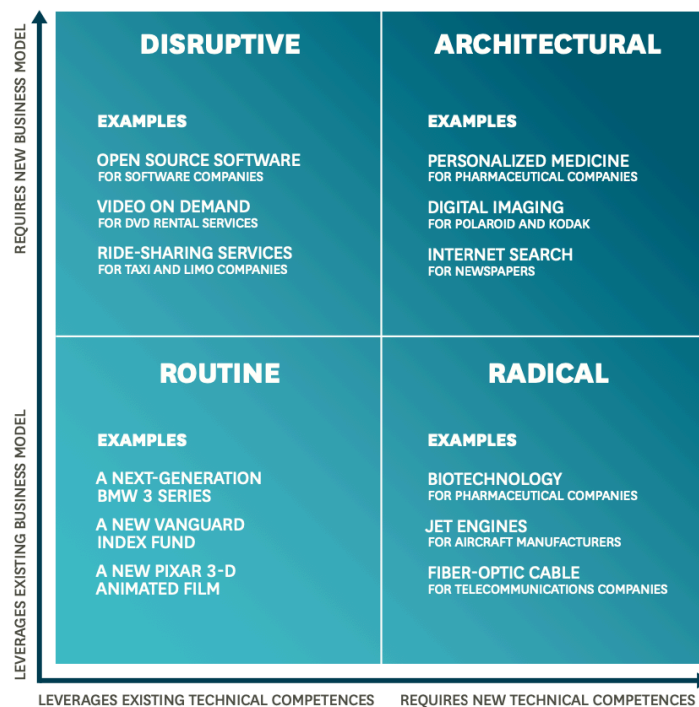 REQUIRES NEW BUSINESS MODEL
LEVERAGES EXISTING BUSINESS MODEL
DISRUPTIVE
EXAMPLES
OPEN SOURCE SOFTWARE
FOR SOFTWARE COMPANIES
VIDEO ON DEMAND
FOR DVD RENTAL SERVICES
RIDE-SHARING SERVICES
FOR TAXI AND LIMO COMPANIES
ARCHITECTURAL
EXAMPLES
PERSONALIZED MEDICINE
FOR PHARMACEUTICAL COMPANIES
DIGITAL IMAGING
FOR POLAROID AND KODAK
INTERNET SEARCH
FOR NEWSPAPERS
ROUTINE
EXAMPLES
A NEXT-GENERATION
BMW 3 SERIES
A NEW VANGUARD
INDEX FUND
A NEW PIXAR 3-D
ANIMATED FILM
RADICAL
EXAMPLES
BIOTECHNOLOGY
FOR PHARMACEUTICAL COMPANIES
JET ENGINES
FOR AIRCRAFT MANUFACTURERS
FIBER-OPTIC CABLE
FOR TELECOMMUNICATIONS COMPANIES
LEVERAGES EXISTING TECHNICAL COMPETENCES
REQUIRES NEW TECHNICAL COMPETENCES